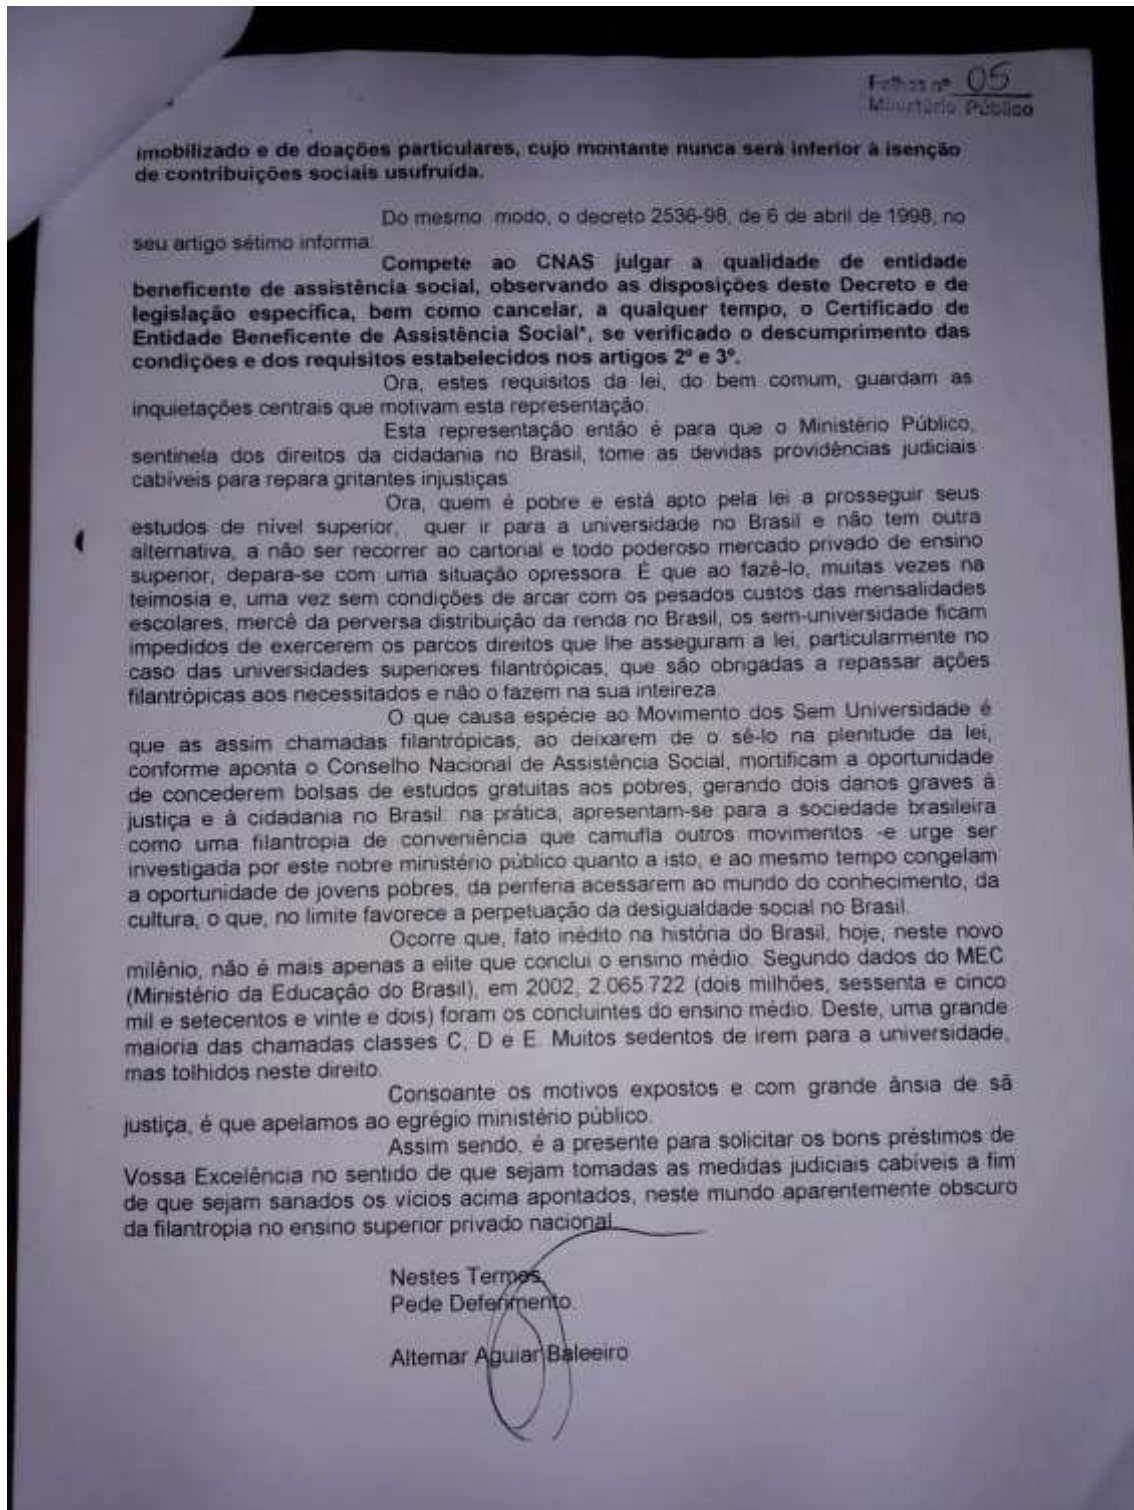 Folhas nº 05
Ministério Público
imobilizado e de doações particulares, cujo montante nunca será inferior à isenção
de contribuições sociais usufruída.
Do mesmo modo, o decreto 2536-98, de 6 de abril de 1998, no
seu artigo sétimo informa:
Compete ao CNAS julgar a qualidade de entidade
beneficente de assistência social, observando as disposições deste Decreto e de
legislação específica, bem como cancelar, a qualquer tempo, o Certificado de
Entidade Beneficente de Assistência Social*, se verificado o descumprimento das
condições e dos requisitos estabelecidos nos artigos 2º e 3º.
Ora, estes requisitos da lei, do bem comum, guardam as
inquietações centrais que motivam esta representação.
Esta representação então é para que o Ministério Público,
sentinela dos direitos da cidadania no Brasil, tome as devidas providências judiciais
cabíveis para repara gritantes injustiças.
Ora, quem é pobre e está apto pela lei a prosseguir seus
estudos de nível superior, quer ir para a universidade no Brasil e não tem outra
alternativa, a não ser recorrer ao cartorial e todo poderoso mercado privado de ensino
superior, depara-se com uma situação opressora. É que ao fazê-lo, muitas vezes na
teimosia e, uma vez sem condições de arcar com os pesados custos das mensalidades
escolares, mercê da perversa distribuição da renda no Brasil, os sem-universidade ficam
impedidos de exercerem os parcos direitos que lhe asseguram a lei, particularmente no
caso das universidades superiores filantrópicas, que são obrigadas a repassar ações
filantrópicas aos necessitados e não o fazem na sua inteireza.
O que causa espécie ao Movimento dos Sem Universidade é
que as assim chamadas filantrópicas, ao deixarem de o sê-lo na plenitude da lei,
conforme aponta o Conselho Nacional de Assistência Social, mortificam a oportunidade
de concederem bolsas de estudos gratuitas aos pobres, gerando dois danos graves à
justiça e à cidadania no Brasil: na prática, apresentam-se para a sociedade brasileira
como uma filantropia de conveniência que camufla outros movimentos -e urge ser
investigada por este nobre ministério público quanto a isto, e ao mesmo tempo congelam
a oportunidade de jovens pobres, da periferia acessarem ao mundo do conhecimento, da
cultura, o que, no limite favorece a perpetuação da desigualdade social no Brasil.
Ocorre que, fato inédito na história do Brasil, hoje, neste novo
milênio, não é mais apenas a elite que conclui o ensino médio. Segundo dados do MEC
(Ministério da Educação do Brasil), em 2002, 2.065.722 (dois milhões, sessenta e cinco
mil e setecentos e vinte e dois) foram os concluintes do ensino médio. Deste, uma grande
maioria das chamadas classes C, D e E. Muitos sedentos de irem para a universidade,
mas tolhidos neste direito.
Consoante os motivos expostos e com grande ânsia de sã
justiça, é que apelamos ao egrégio ministério público.
Assim sendo, é a presente para solicitar os bons préstimos de
Vossa Excelência no sentido de que sejam tomadas as medidas judiciais cabíveis a fim
de que sejam sanados os vícios acima apontados, neste mundo aparentemente obscuro
da filantropia no ensino superior privado nacional.
Nestes Termos,
Pede Deferimento.
Altemar Aguiar Baleeiro